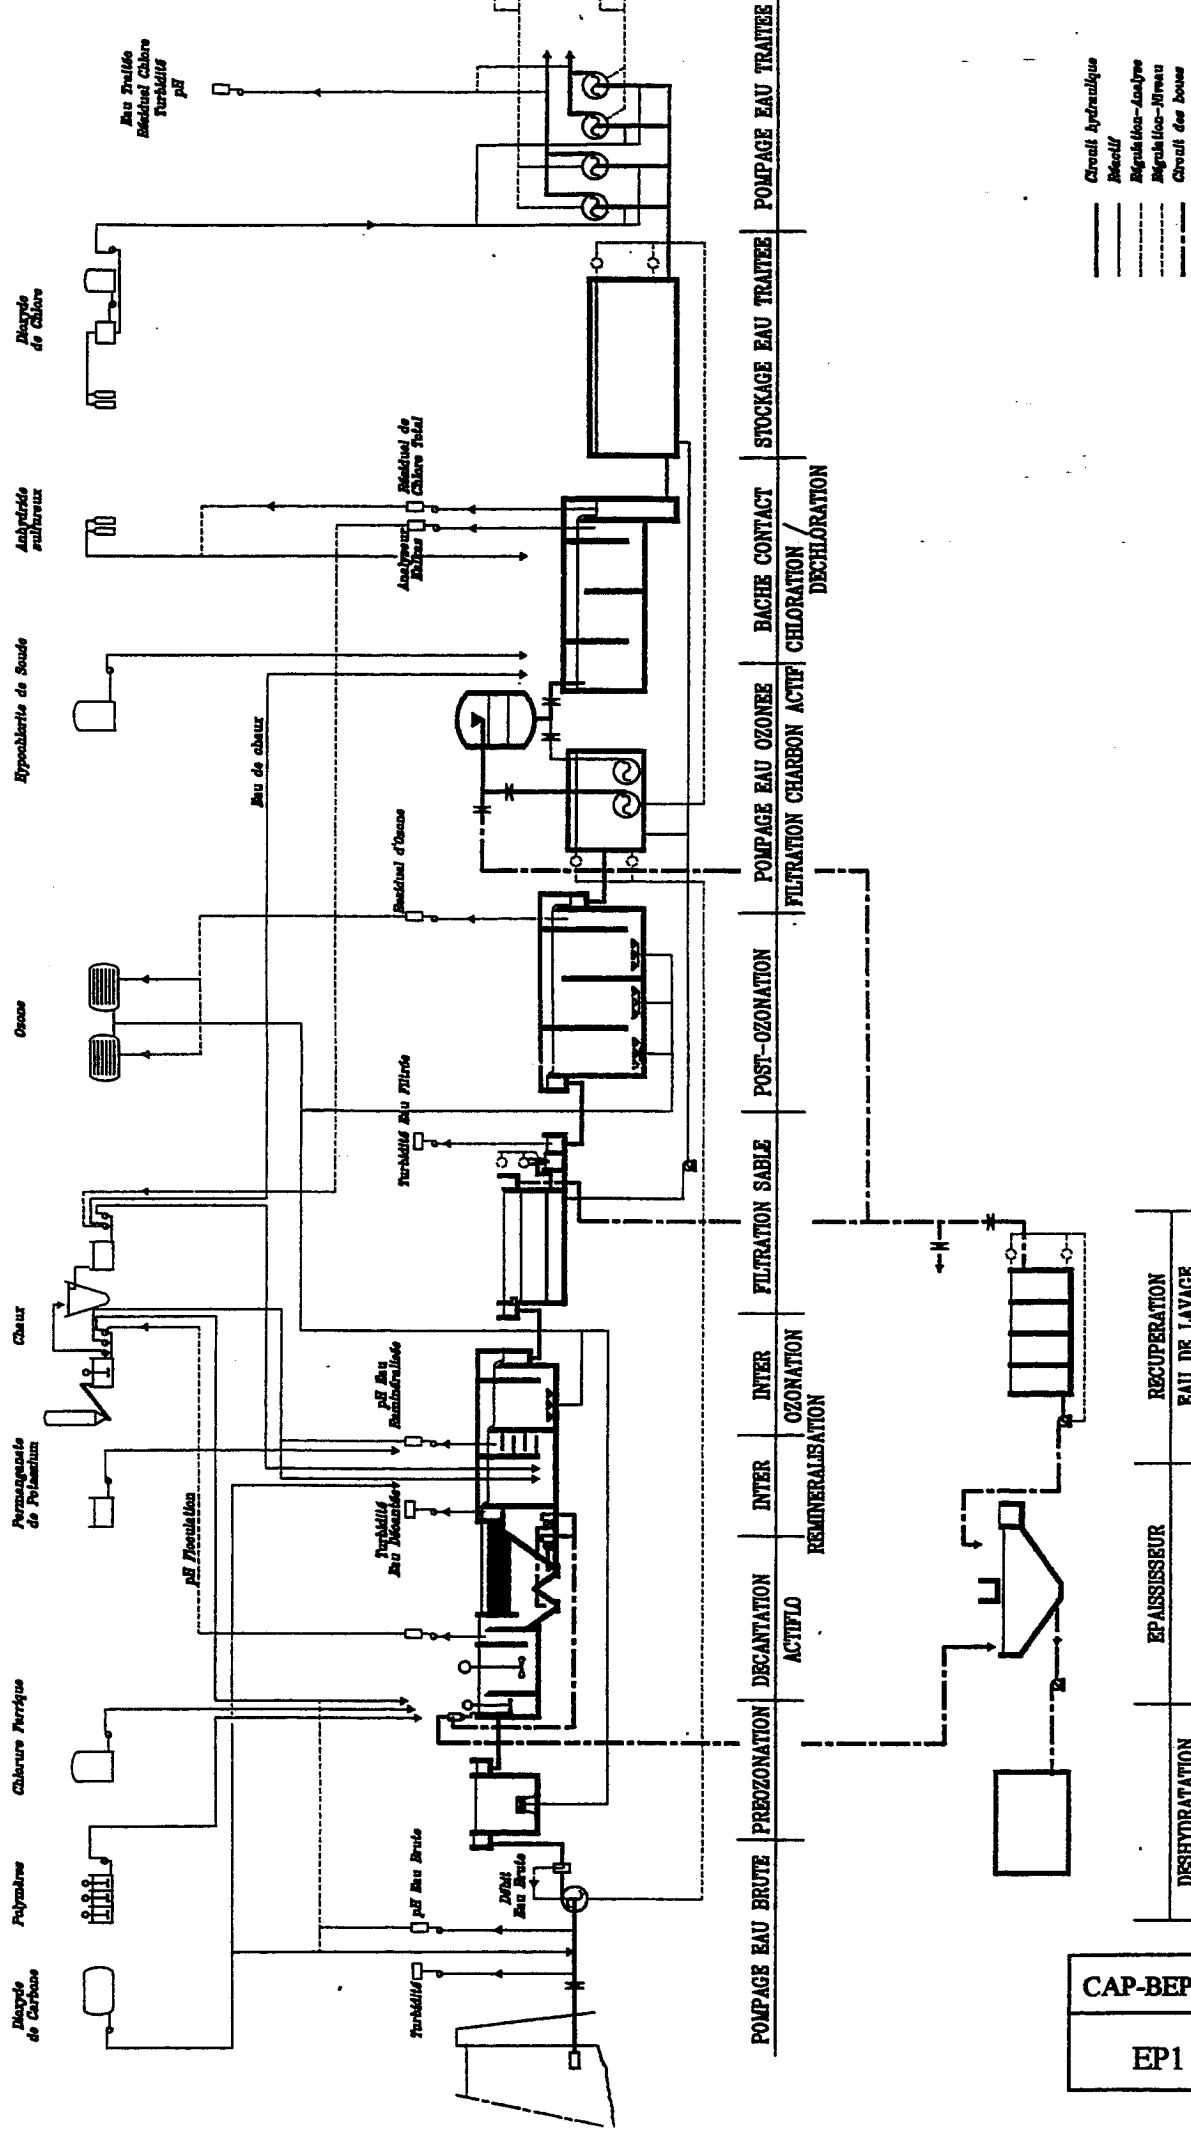 Dioxyde
de Carbone
Polymères
Chlorure Ferrique
Permanganate
de Potassium
Chaux
Ozone
Hypochlorite de Soude
Anhydride
sulfureux
Dioxyde
de Chlore
Eau Traitée
Résiduel Chlore
Turbidité
pH
pH Floculation
Eau de chaux
Turbidité
pH Eau Brute
Débit
Eau Brute
Turbidité
Eau Décantée
pH Eau
Reminéralisée
Turbidité Eau Filtrée
Residuel d'Ozone
Analyseur
Résiduel de
Chlore Total
POMPAGE EAU BRUTE
PREOZONATION
DECANTATION
ACTIFLO
INTER
REMINERALISATION
INTER
OZONATION
FILTRATION SABLE
POST-OZONATION
POMPAGE EAU OZONEE
FILTRATION CHARBON ACTIF
BACHE CONTACT
CHLORATION /
DECHLORATION
STOCKAGE EAU TRAITEE
POMPAGE EAU TRAITEE
Circuit hydraulique
Réactif
Régulation-Analyse
Régulation-Niveau
Circuit des boues
DESHYDRATATION
EPAISSISSEUR
RECUPERATION
EAU DE LAVAGE
CAP-BEP
EP1